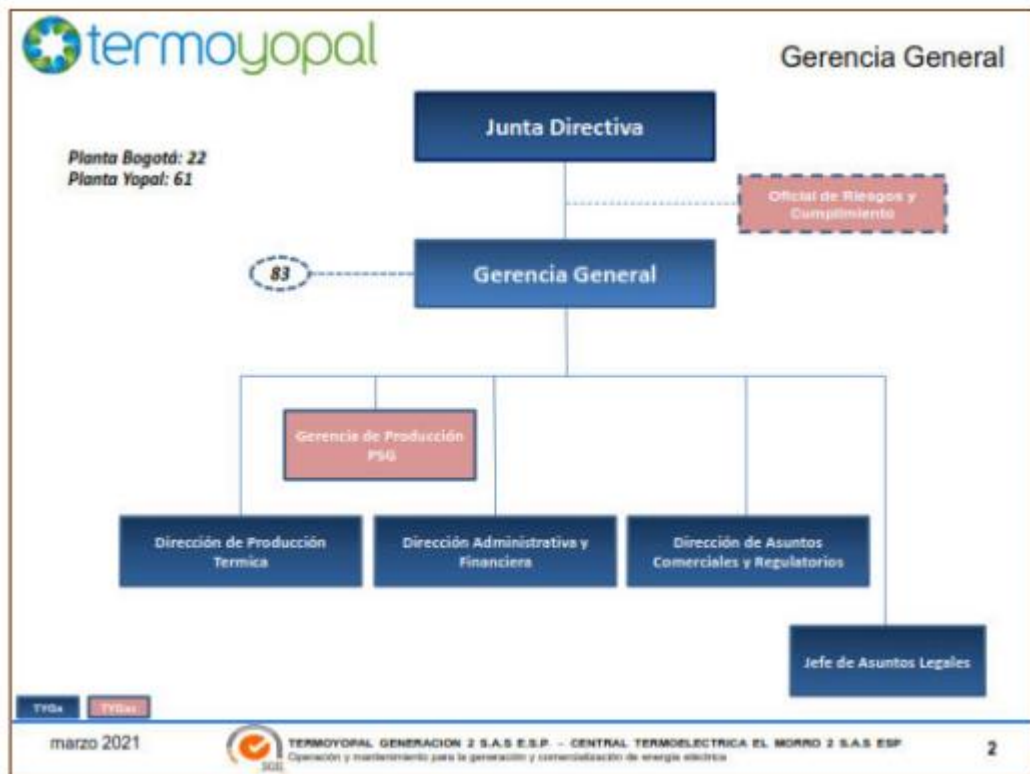 termoyopal
Gerencia General
Junta Directiva
Planta Bogotá: 22
Planta Yopal: 61
Oficial de Riesgos y
Cumplimiento
83
Gerencia General
Gerencia de Producción
PSG
Dirección de Producción
Termica
Dirección Administrativa y
Financiera
Dirección de Asuntos
Comerciales y Regulatorios
Jefe de Asuntos Legales
marzo 2021
TERMOYOPAL GENERACION 2 S.A.S E.S.P. – CENTRAL TERMOELECTRICA EL MORRO 2 S.A.S ESP
Operación y mantenimiento para la generación y comercialización de energía eléctrica
2